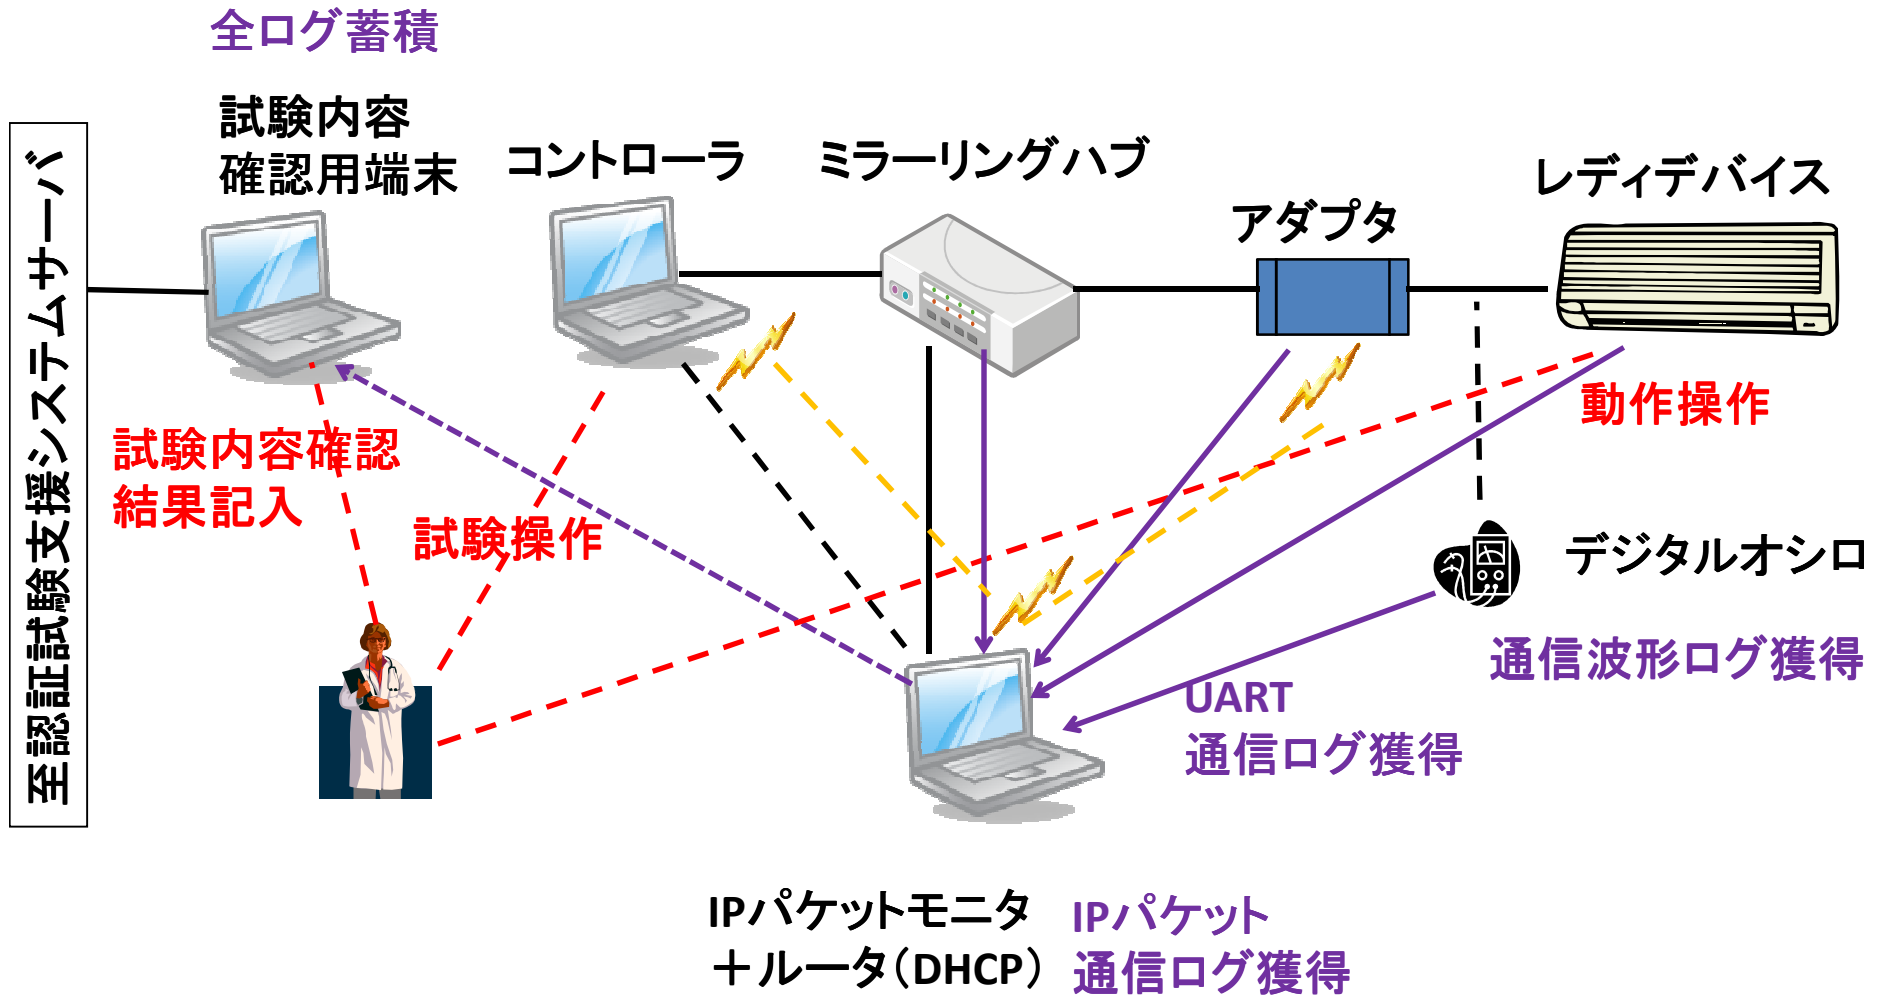 全ログ蓄積
試験内容
確認用端末
コントローラ
ミラーリングハブ
アダプタ
レディデバイス
至認証試験支援システムサーバ
動作操作
試験内容確認
結果記入
試験操作
デジタルオシロ
通信波形ログ獲得
UART
通信ログ獲得
IPパケットモニタ
＋ルータ（DHCP）
IPパケット
通信ログ獲得